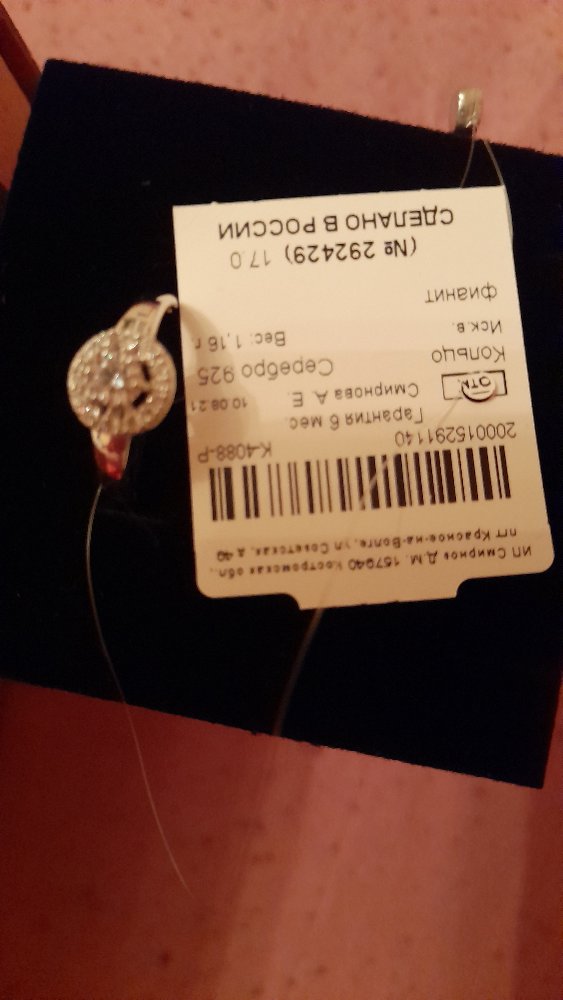 ИП Смирнов Д.М. 157940 Костромская обл.,
пгт Красное-на-Волге, ул Советская, д.49
200015291140 К-4088-Р
Гарантия 6 мес.
ОТК Смирнова А. Е. 10.08.21
Кольцо Серебро 925
Иск.в. Вес: 1,16 г
фианит
(№ 292429) 17.0
СДЕЛАНО В РОССИИ